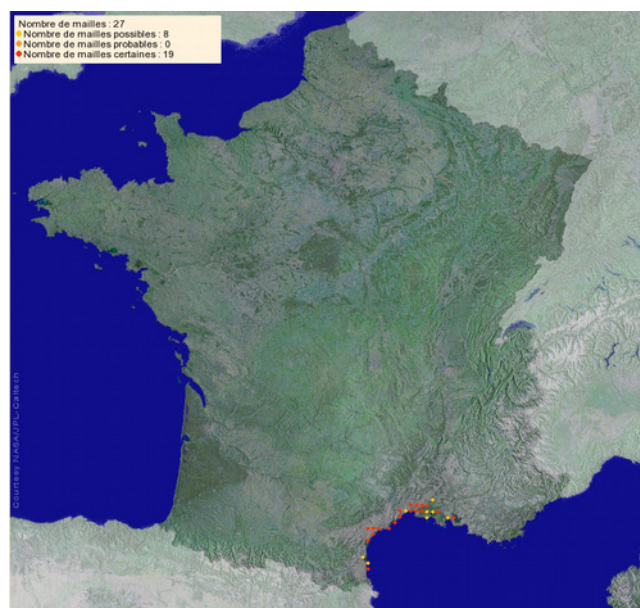 Nombre de mailles : 27
Nombre de mailles possibles : 8
Nombre de mailles probables : 0
Nombre de mailles certaines : 19
Courtesy NASA/JPL-Caltech